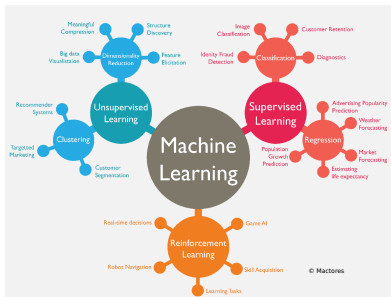 Meaningful
Compression
Structure
Discovery
Big data
Visualistation
Dimensionality
Reduction
Feature
Elicitation
Unsupervised
Learning
Recommender
Systems
Clustering
Targetted
Marketing
Customer
Segmentation
Machine
Learning
Image
Classification
Customer Retention
Idenity Fraud
Detection
Classification
Diagnostics
Supervised
Learning
Advertising Popularity
Prediction
Weather
Forecasting
Regression
Population
Growth
Prediction
Market
Forecasting
Estimating
life expectancy
Real-time decisions
Game AI
Reinforcement
Learning
Robot Navigation
Skill Acquisition
Learning Tasks
© Mactores